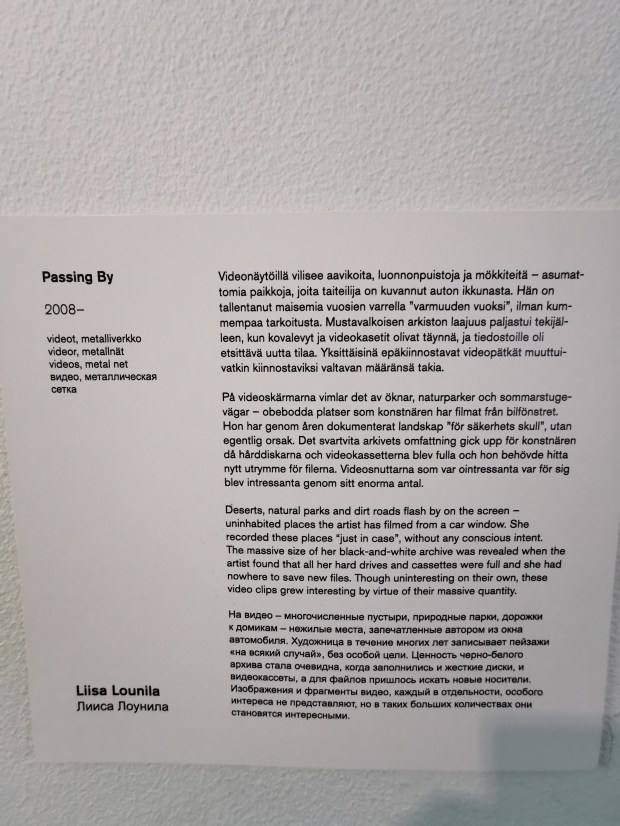 Passing By
2008–
videot, metalliverkko
videor, metallnät
videos, metal net
видео, металлическая
сетка
Videonäytöillä vilisee aavikoita, luonnonpuistoja ja mökkiteitä – asumat-
tomia paikkoja, joita taiteilija on kuvannut auton ikkunasta. Hän on
tallentanut maisemia vuosien varrella "varmuuden vuoksi", ilman kum-
mempaa tarkoitusta. Mustavalkoisen arkiston laajuus paljastui tekijäl-
leen, kun kovalevyt ja videokasetit olivat täynnä, ja tiedostoille oli
etsittävä uutta tilaa. Yksittäisinä epäkiinnostavat videopätkät muuttui-
vatkin kiinnostaviksi valtavan määränsä takia.
På videoskärmarna vimlar det av öknar, naturparker och sommarstuge-
vägar – obebodda platser som konstnären har filmat från bilfönstret.
Hon har genom åren dokumenterat landskap "för säkerhets skull", utan
egentlig orsak. Det svartvita arkivets omfattning gick upp för konstnären
då hårddiskarna och videokassetterna blev fulla och hon behövde hitta
nytt utrymme för filerna. Videosnuttarna som var ointressanta var för sig
blev intressanta genom sitt enorma antal.
Deserts, natural parks and dirt roads flash by on the screen –
uninhabited places the artist has filmed from a car window. She
recorded these places “just in case”, without any conscious intent.
The massive size of her black-and-white archive was revealed when the
artist found that all her hard drives and cassettes were full and she had
nowhere to save new files. Though uninteresting on their own, these
video clips grew interesting by virtue of their massive quantity.
На видео – многочисленные пустыри, природные парки, дорожки
к домикам – нежилые места, запечатленные автором из окна
автомобиля. Художница в течение многих лет записывает пейзажи
«на всякий случай», без особой цели. Ценность черно-белого
архива стала очевидна, когда заполнились и жесткие диски, и
видеокассеты, а для файлов пришлось искать новые носители.
Изображения и фрагменты видео, каждый в отдельности, особого
интереса не представляют, но в таких больших количествах они
становятся интересными.
Liisa Lounila
Лииса Лоунила